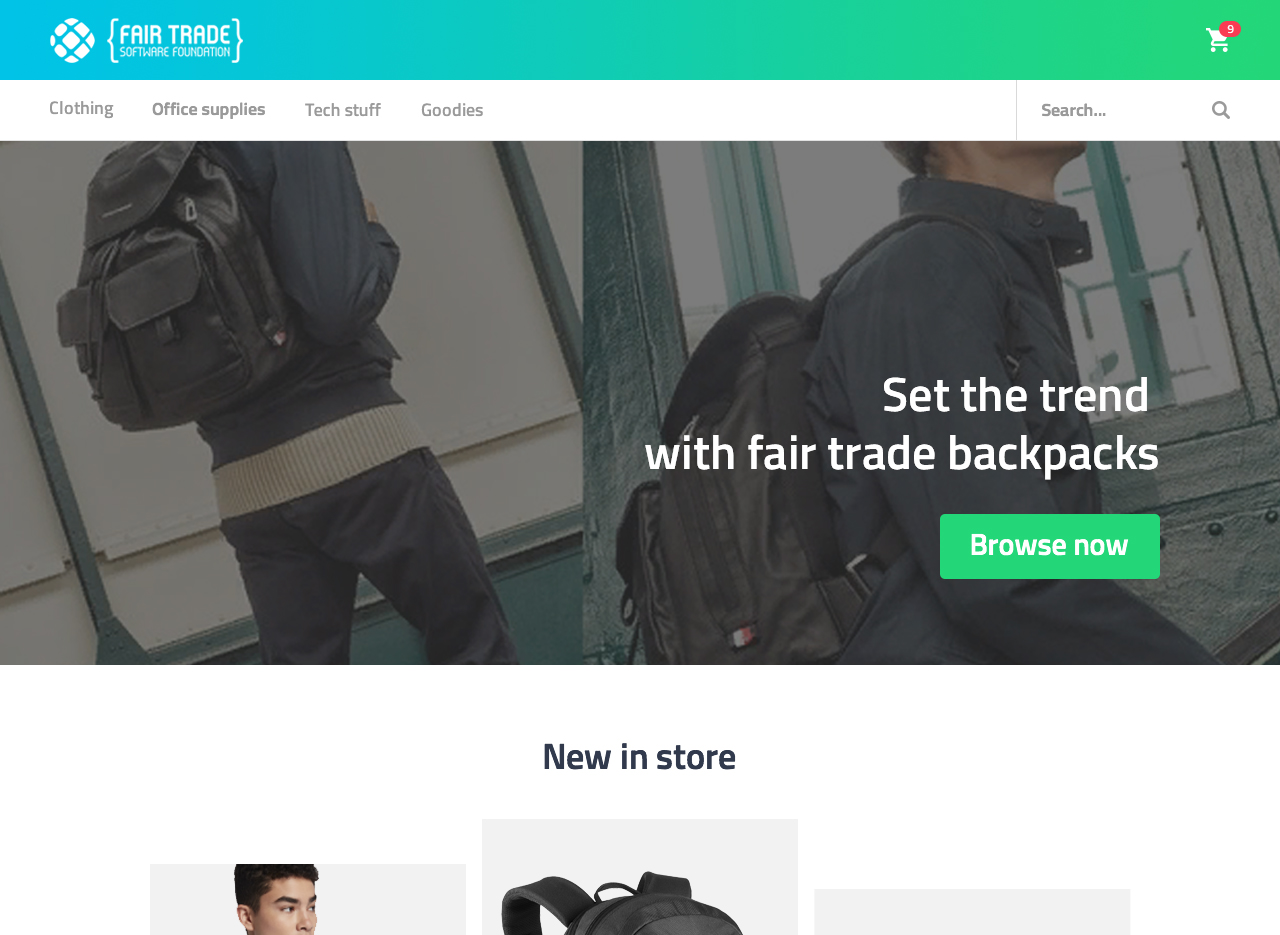 {FAIR TRADE}
SOFTWARE FOUNDATION
9
Clothing
Office supplies
Tech stuff
Goodies
Search...
Set the trend
with fair trade backpacks
Browse now
New in store